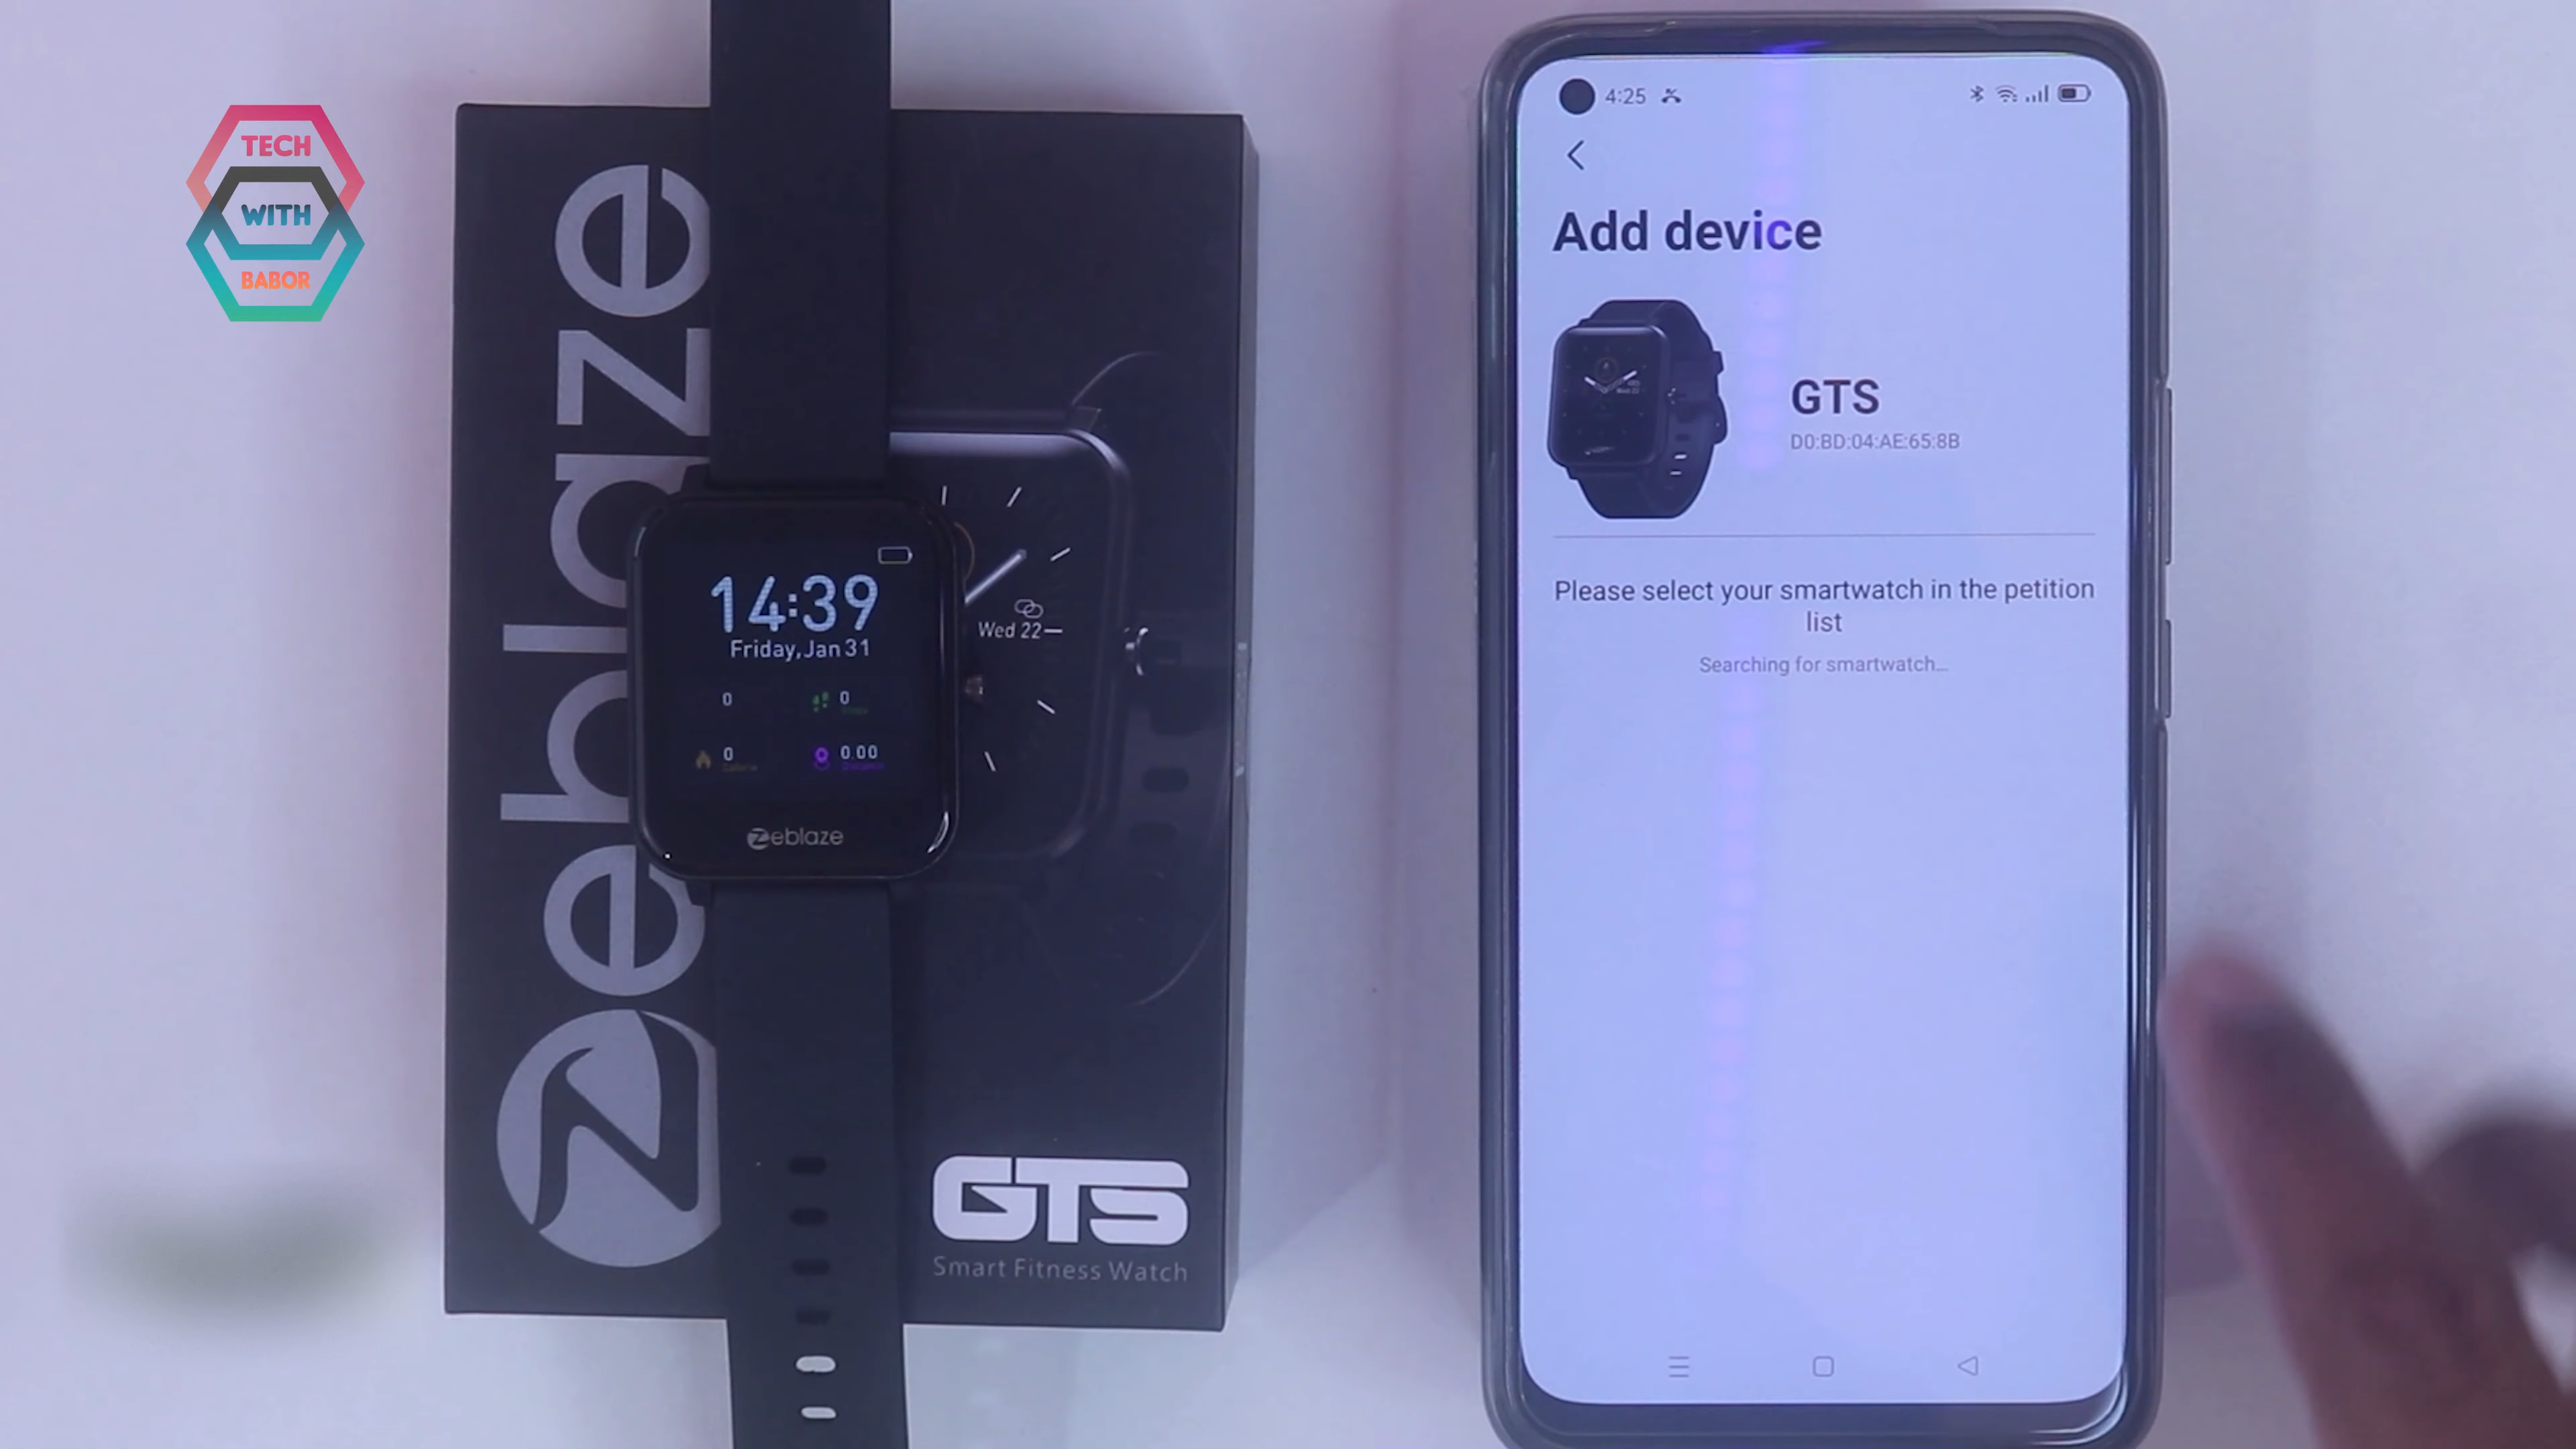 TECH
WITH
BABOR
zeblaze
14:39
Friday, Jan 31
0
0
0
0.00
zeblaze
Wed 22
GTS
Smart Fitness Watch
4:25
Add device
GTS
D0:BD:04:AE:65:8B
Please select your smartwatch in the petition
list
Searching for smartwatch...